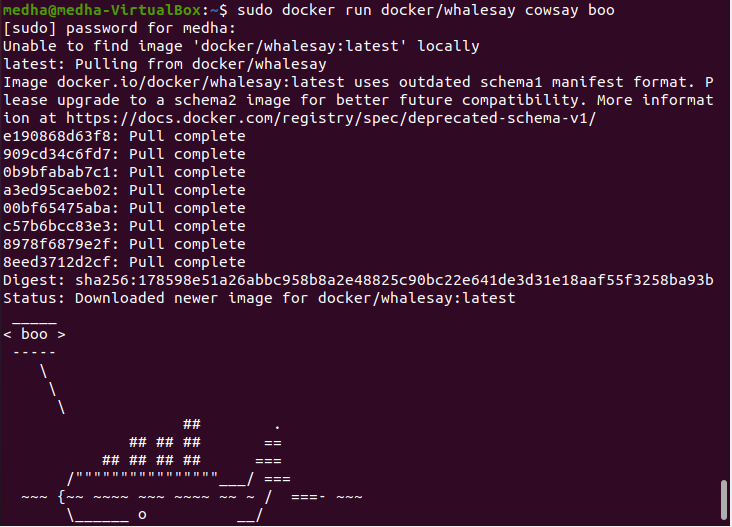 medha@medha-VirtualBox:~$ sudo docker run docker/whalesay cowsay boo
[sudo] password for medha:
Unable to find image 'docker/whalesay:latest' locally
latest: Pulling from docker/whalesay
Image docker.io/docker/whalesay:latest uses outdated schema1 manifest format. P
lease upgrade to a schema2 image for better future compatibility. More informat
ion at https://docs.docker.com/registry/spec/deprecated-schema-v1/
e190868d63f8: Pull complete
909cd34c6fd7: Pull complete
0b9bfabab7c1: Pull complete
a3ed95caeb02: Pull complete
00bf65475aba: Pull complete
c57b6bcc83e3: Pull complete
8978f6879e2f: Pull complete
8eed3712d2cf: Pull complete
Digest: sha256:178598e51a26abbc958b8a2e48825c90bc22e641de3d31e18aaf55f3258ba93b
Status: Downloaded newer image for docker/whalesay:latest
 _____
< boo >
 -----
    \
     \
      \
                    ##        .
              ## ## ##       ==
           ## ## ## ##      ===
       /""""""""""""""""___/ ===
  ~~~ {~~ ~~~~ ~~~ ~~~~ ~~ ~ /  ===- ~~~
       \______ o          __/